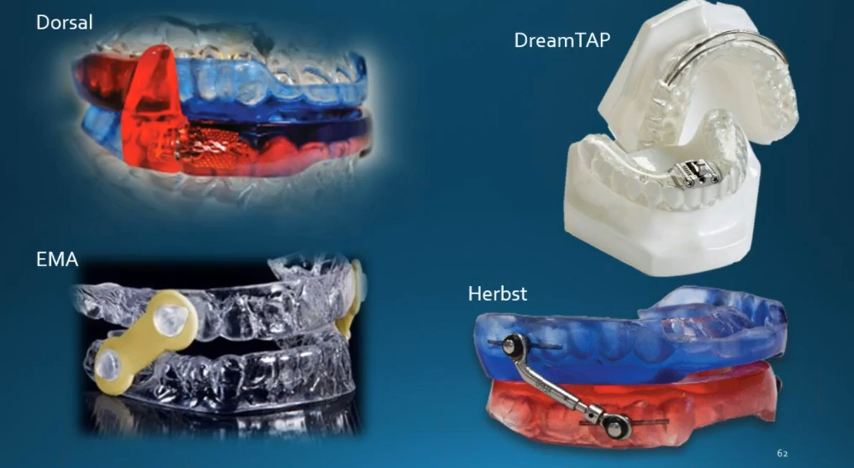 Dorsal
DreamTAP
EMA
Herbst
62